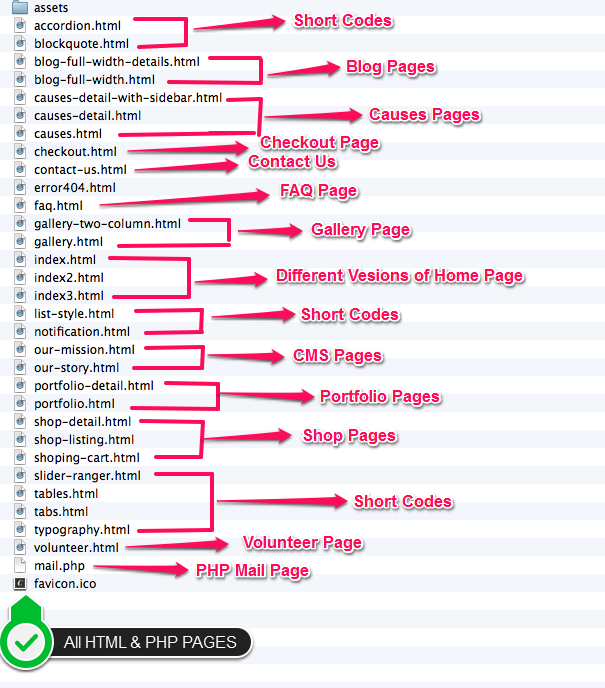 assets
accordion.html Short Codes
blockquote.html
blog-full-width-details.html Blog Pages
blog-full-width.html
causes-detail-with-sidebar.html
causes-detail.html Causes Pages
causes.html
checkout.html Checkout Page
contact-us.html Contact Us
error404.html
faq.html FAQ Page
gallery-two-column.html Gallery Page
gallery.html
index.html
index2.html Different Vesions of Home Page
index3.html
list-style.html Short Codes
notification.html
our-mission.html CMS Pages
our-story.html
portfolio-detail.html Portfolio Pages
portfolio.html
shop-detail.html
shop-listing.html Shop Pages
shoping-cart.html
slider-ranger.html
tables.html Short Codes
tabs.html
typography.html
volunteer.html Volunteer Page
mail.php PHP Mail Page
favicon.ico
All HTML & PHP PAGES